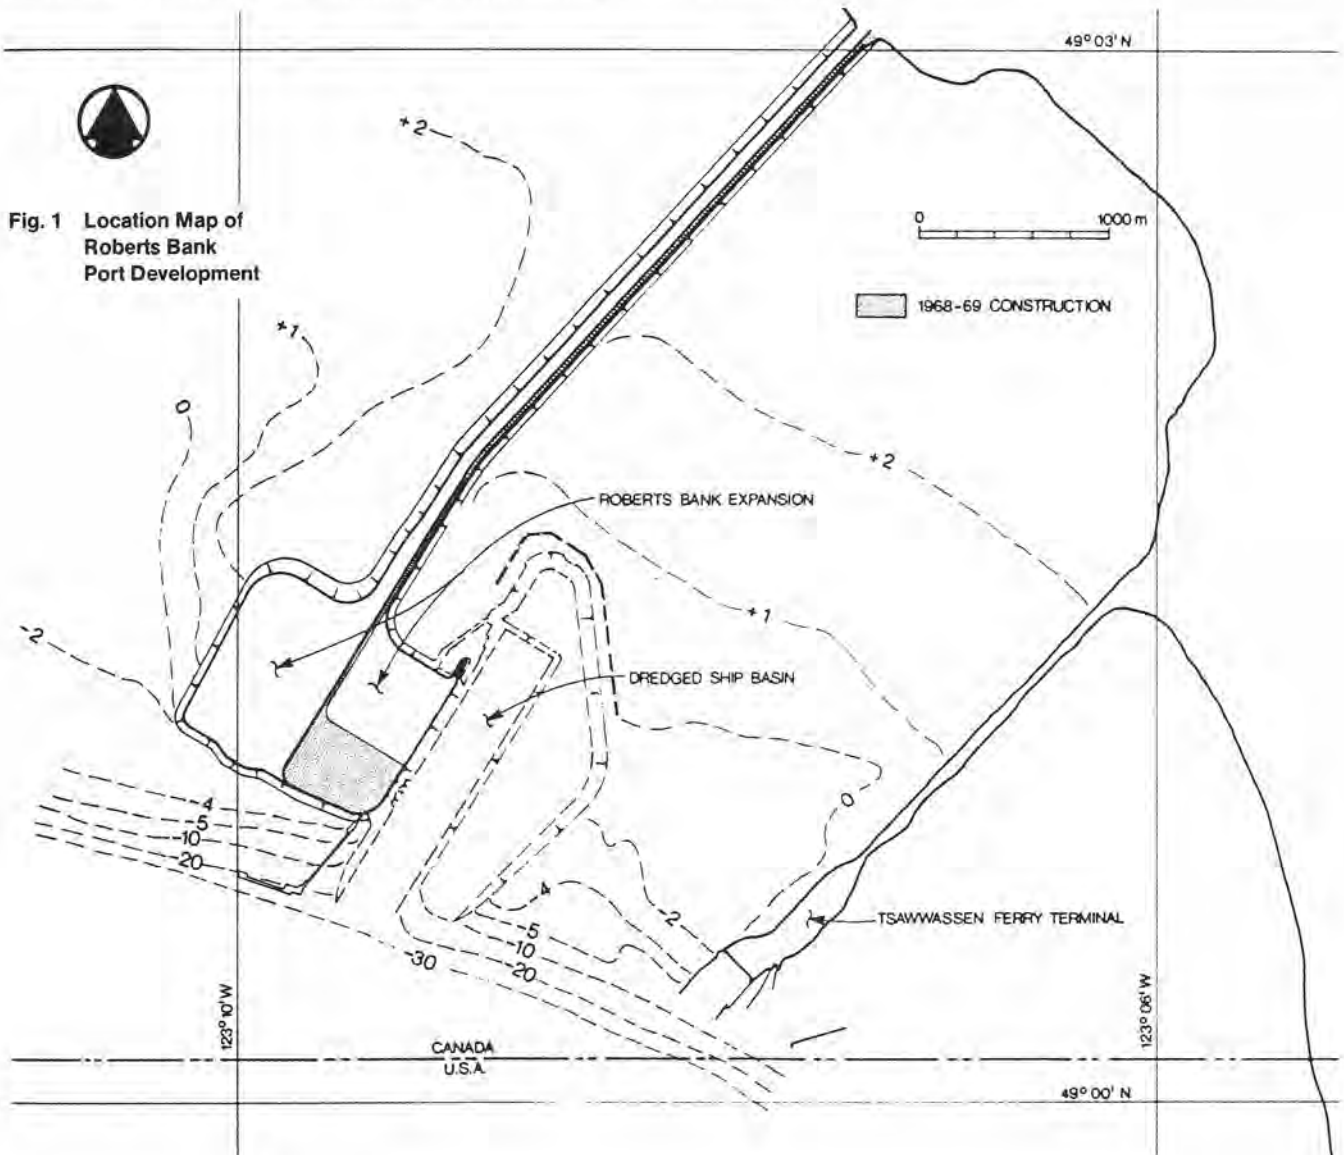 49° 03' N
+2
Fig. 1 Location Map of
Roberts Bank
Port Development
0 1000 m
1968-69 CONSTRUCTION
+1
0
+2
ROBERTS BANK EXPANSION
+1
-2
DREDGED SHIP BASIN
0
-4
-5
-10
-20
-4
-2
TSAWWASSEN FERRY TERMINAL
-5
-10
-20
-30
123° 10' W
123° 06' W
CANADA
U.S.A.
49° 00' N